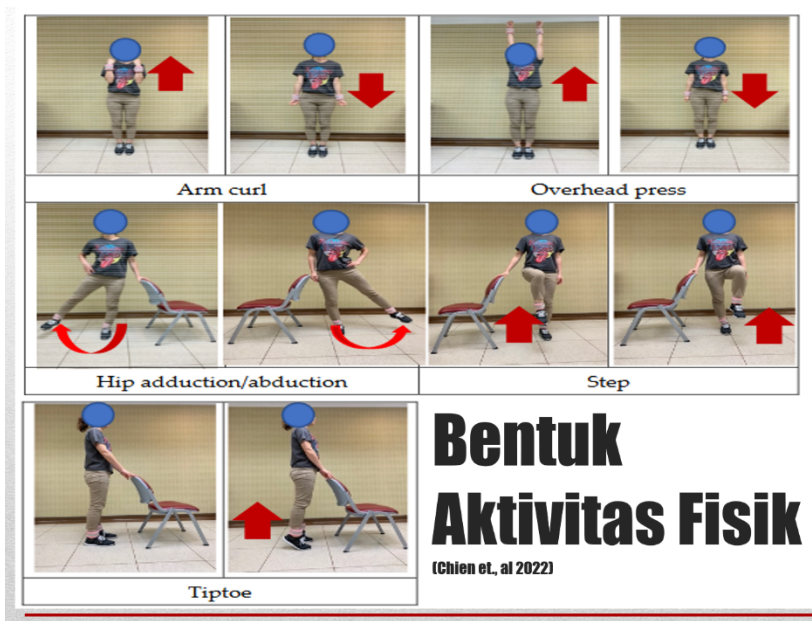 Arm curl
Overhead press
Hip adduction/abduction
Step
Tiptoe
Bentuk
Aktivitas Fisik
(Chien et., al 2022)